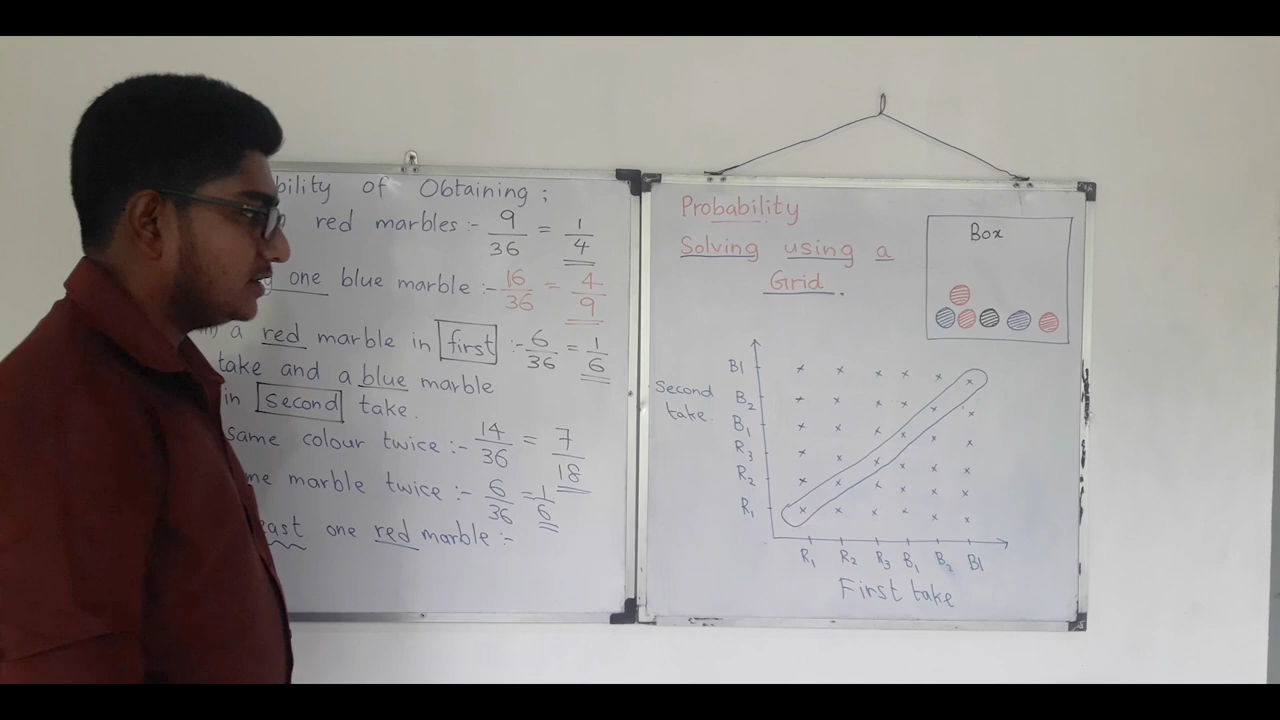 bility of Obtaining;
red marbles:- 9/36 = 1/4
one blue marble:- 16/36 = 4/9
a red marble in first :- 6/36 = 1/6
take and a blue marble
in second take.
same colour twice :- 14/36 = 7/18
me marble twice :- 6/36 = 1/6
east one red marble:-
Probability
Solving using a
Grid.
Box
Second
take.
Bl
B2
B1
R3
R2
R1
R1 R2 R3 B1 B2 Bl
First take